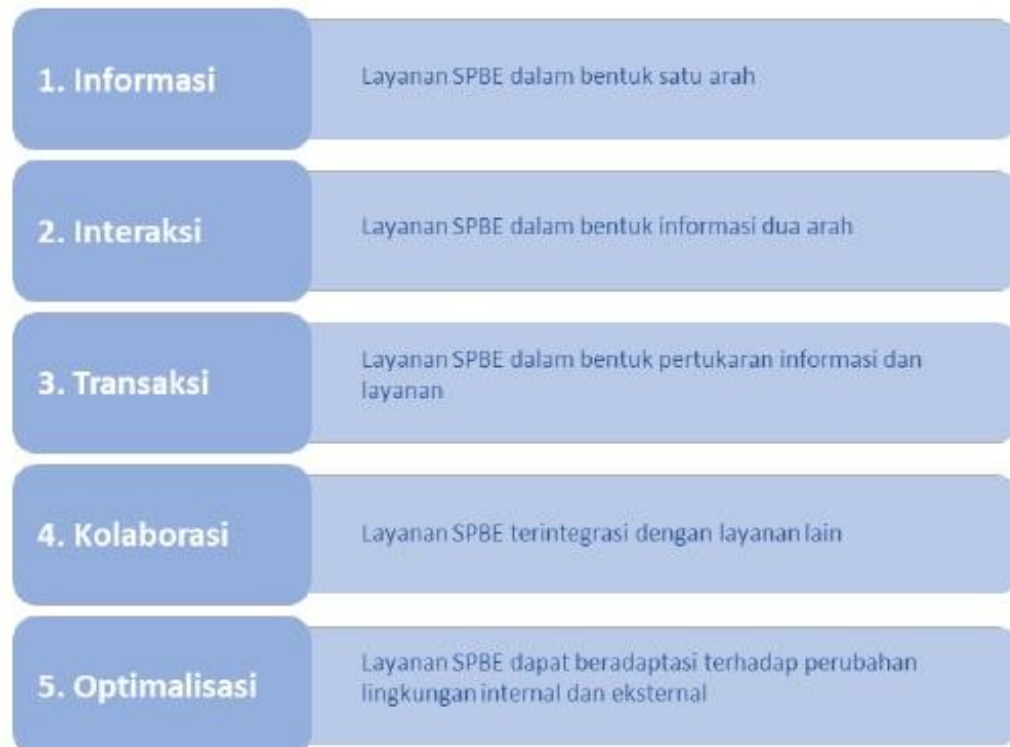 1. Informasi
Layanan SPBE dalam bentuk satu arah
2. Interaksi
Layanan SPBE dalam bentuk informasi dua arah
3. Transaksi
Layanan SPBE dalam bentuk pertukaran informasi dan
layanan
4. Kolaborasi
Layanan SPBE terintegrasi dengan layanan lain
5. Optimalisasi
Layanan SPBE dapat beradaptasi terhadap perubahan
lingkungan internal dan eksternal